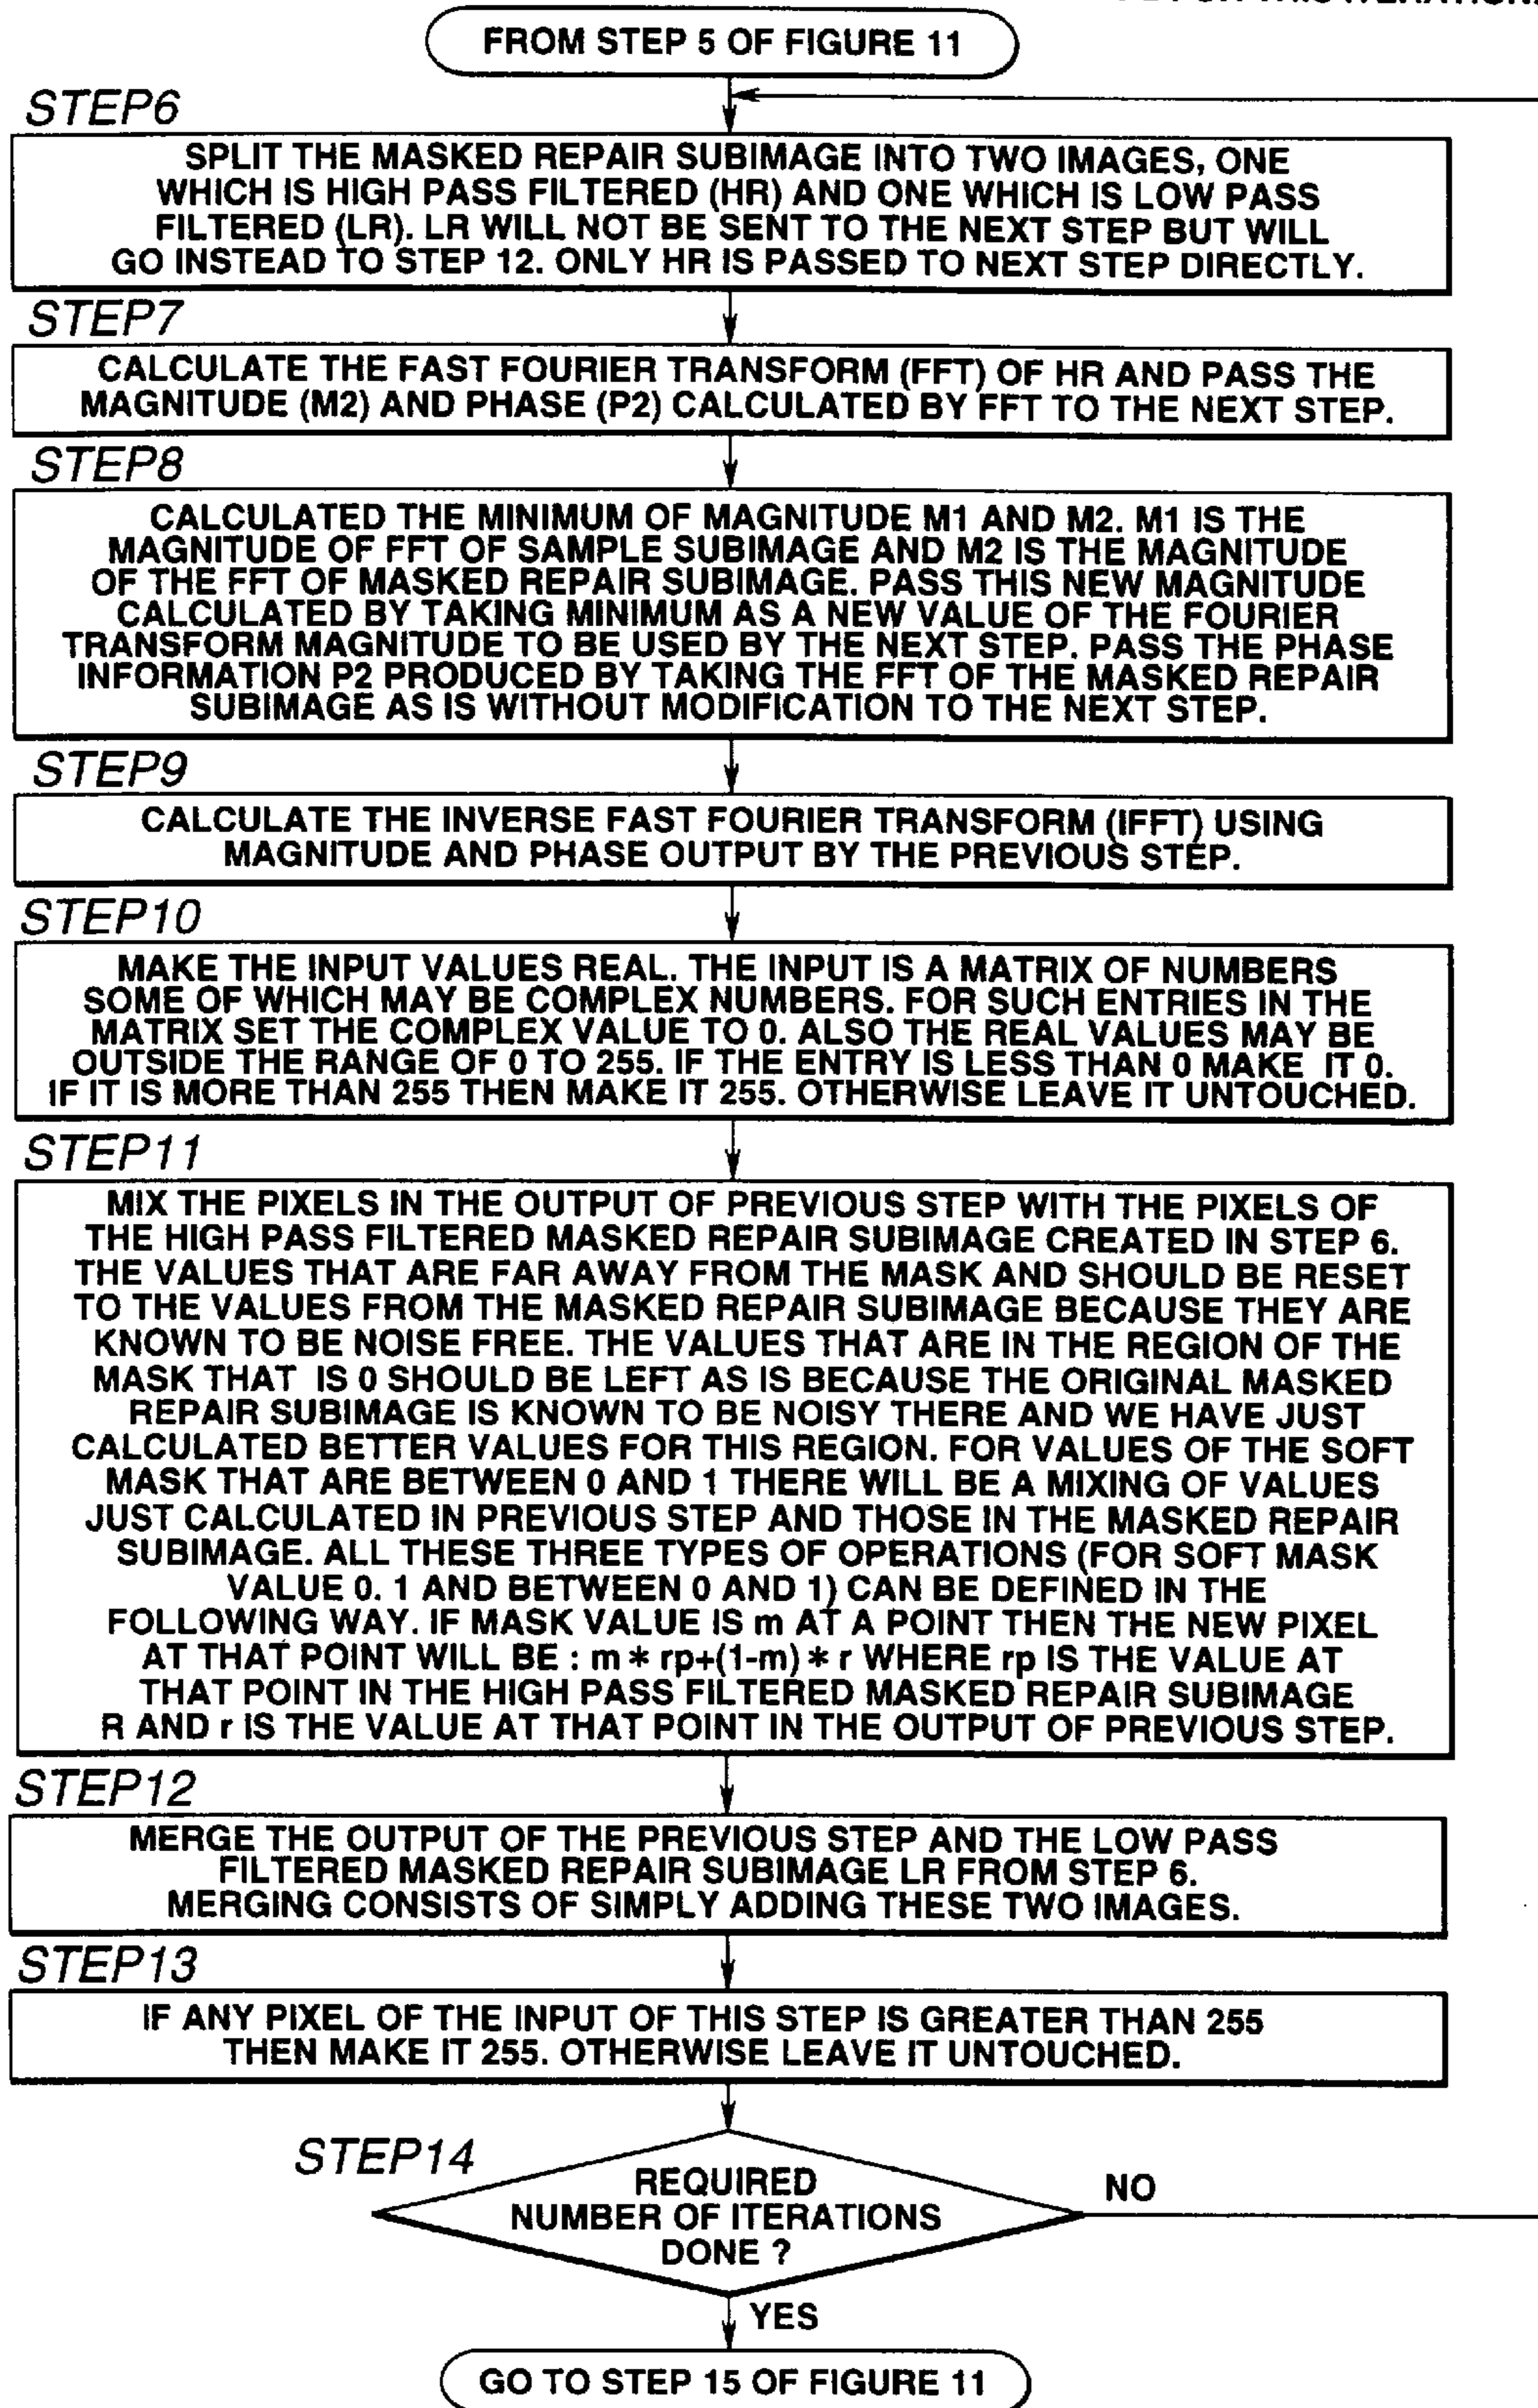 FROM STEP 5 OF FIGURE 11
STEP6
SPLIT THE MASKED REPAIR SUBIMAGE INTO TWO IMAGES, ONE
WHICH IS HIGH PASS FILTERED (HR) AND ONE WHICH IS LOW PASS
FILTERED (LR). LR WILL NOT BE SENT TO THE NEXT STEP BUT WILL
GO INSTEAD TO STEP 12. ONLY HR IS PASSED TO NEXT STEP DIRECTLY.
STEP7
CALCULATE THE FAST FOURIER TRANSFORM (FFT) OF HR AND PASS THE
MAGNITUDE (M2) AND PHASE (P2) CALCULATED BY FFT TO THE NEXT STEP.
STEP8
CALCULATED THE MINIMUM OF MAGNITUDE M1 AND M2. M1 IS THE
MAGNITUDE OF FFT OF SAMPLE SUBIMAGE AND M2 IS THE MAGNITUDE
OF THE FFT OF MASKED REPAIR SUBIMAGE. PASS THIS NEW MAGNITUDE
CALCULATED BY TAKING MINIMUM AS A NEW VALUE OF THE FOURIER
TRANSFORM MAGNITUDE TO BE USED BY THE NEXT STEP. PASS THE PHASE
INFORMATION P2 PRODUCED BY TAKING THE FFT OF THE MASKED REPAIR
SUBIMAGE AS IS WITHOUT MODIFICATION TO THE NEXT STEP.
STEP9
CALCULATE THE INVERSE FAST FOURIER TRANSFORM (IFFT) USING
MAGNITUDE AND PHASE OUTPUT BY THE PREVIOUS STEP.
STEP10
MAKE THE INPUT VALUES REAL. THE INPUT IS A MATRIX OF NUMBERS
SOME OF WHICH MAY BE COMPLEX NUMBERS. FOR SUCH ENTRIES IN THE
MATRIX SET THE COMPLEX VALUE TO 0. ALSO THE REAL VALUES MAY BE
OUTSIDE THE RANGE OF 0 TO 255. IF THE ENTRY IS LESS THAN 0 MAKE IT 0.
IF IT IS MORE THAN 255 THEN MAKE IT 255. OTHERWISE LEAVE IT UNTOUCHED.
STEP11
MIX THE PIXELS IN THE OUTPUT OF PREVIOUS STEP WITH THE PIXELS OF
THE HIGH PASS FILTERED MASKED REPAIR SUBIMAGE CREATED IN STEP 6.
THE VALUES THAT ARE FAR AWAY FROM THE MASK AND SHOULD BE RESET
TO THE VALUES FROM THE MASKED REPAIR SUBIMAGE BECAUSE THEY ARE
KNOWN TO BE NOISE FREE. THE VALUES THAT ARE IN THE REGION OF THE
MASK THAT IS 0 SHOULD BE LEFT AS IS BECAUSE THE ORIGINAL MASKED
REPAIR SUBIMAGE IS KNOWN TO BE NOISY THERE AND WE HAVE JUST
CALCULATED BETTER VALUES FOR THIS REGION. FOR VALUES OF THE SOFT
MASK THAT ARE BETWEEN 0 AND 1 THERE WILL BE A MIXING OF VALUES
JUST CALCULATED IN PREVIOUS STEP AND THOSE IN THE MASKED REPAIR
SUBIMAGE. ALL THESE THREE TYPES OF OPERATIONS (FOR SOFT MASK
VALUE 0. 1 AND BETWEEN 0 AND 1) CAN BE DEFINED IN THE
FOLLOWING WAY. IF MASK VALUE IS m AT A POINT THEN THE NEW PIXEL
AT THAT POINT WILL BE : m * rp+(1-m) * r WHERE rp IS THE VALUE AT
THAT POINT IN THE HIGH PASS FILTERED MASKED REPAIR SUBIMAGE
R AND r IS THE VALUE AT THAT POINT IN THE OUTPUT OF PREVIOUS STEP.
STEP12
MERGE THE OUTPUT OF THE PREVIOUS STEP AND THE LOW PASS
FILTERED MASKED REPAIR SUBIMAGE LR FROM STEP 6.
MERGING CONSISTS OF SIMPLY ADDING THESE TWO IMAGES.
STEP13
IF ANY PIXEL OF THE INPUT OF THIS STEP IS GREATER THAN 255
THEN MAKE IT 255. OTHERWISE LEAVE IT UNTOUCHED.
STEP14
REQUIRED
NUMBER OF ITERATIONS
DONE ?
NO
YES
GO TO STEP 15 OF FIGURE 11